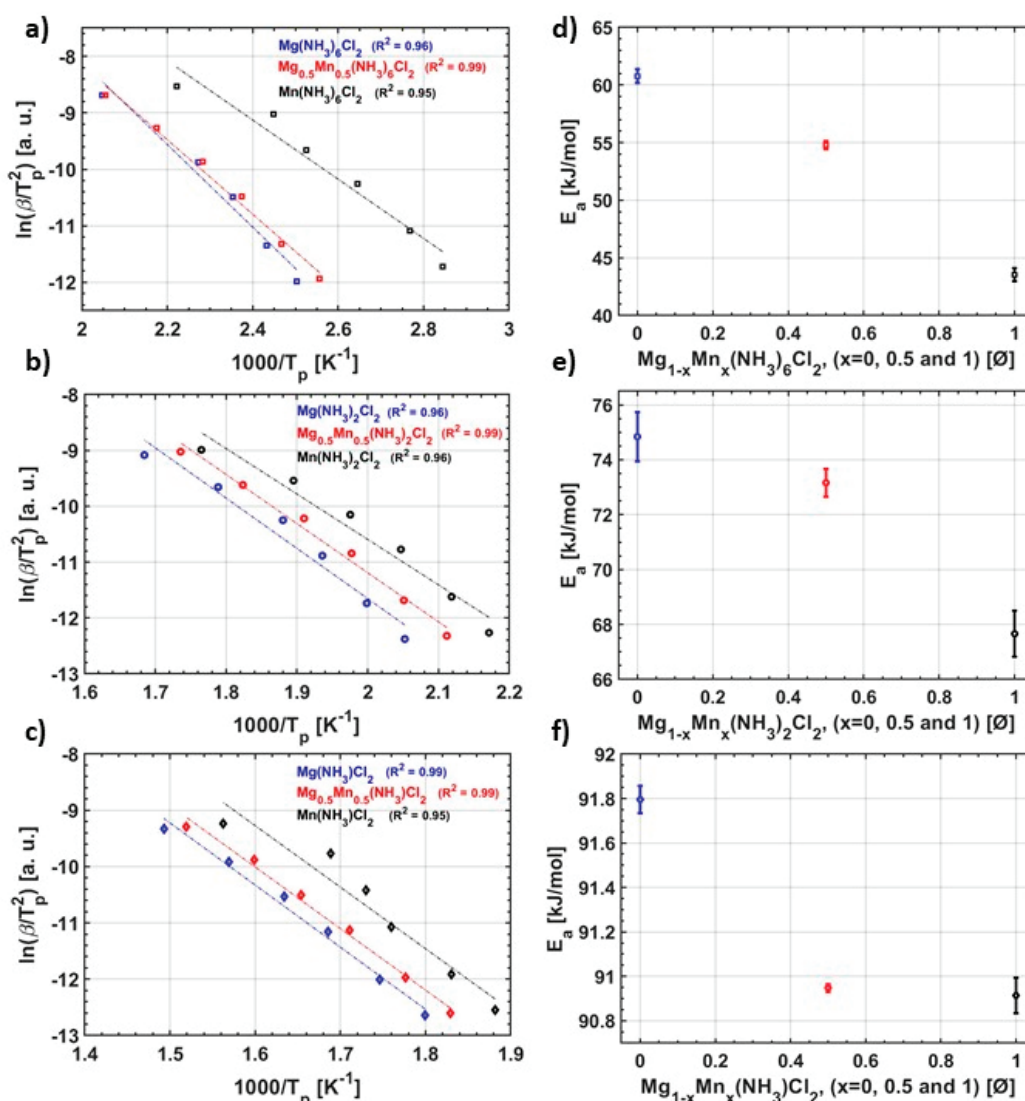 a)
Mg(NH3)6Cl2 (R2 = 0.96)
Mg0.5Mn0.5(NH3)6Cl2 (R2 = 0.99)
Mn(NH3)6Cl2 (R2 = 0.95)
ln(β/Tp2) [a. u.]
-8
-9
-10
-11
-12
2
2.2
2.4
2.6
2.8
3
1000/Tp [K-1]
d)
Ea [kJ/mol]
65
60
55
50
45
40
0
0.2
0.4
0.6
0.8
1
Mg1-xMnx(NH3)6Cl2, (x=0, 0.5 and 1) [Ø]
b)
Mg(NH3)2Cl2 (R2 = 0.96)
Mg0.5Mn0.5(NH3)2Cl2 (R2 = 0.99)
Mn(NH3)2Cl2 (R2 = 0.96)
ln(β/Tp2) [a. u.]
-8
-9
-10
-11
-12
-13
1.6
1.7
1.8
1.9
2
2.1
2.2
1000/Tp [K-1]
e)
Ea [kJ/mol]
76
74
72
70
68
66
0
0.2
0.4
0.6
0.8
1
Mg1-xMnx(NH3)2Cl2, (x=0, 0.5 and 1) [Ø]
c)
Mg(NH3)Cl2 (R2 = 0.99)
Mg0.5Mn0.5(NH3)Cl2 (R2 = 0.99)
Mn(NH3)Cl2 (R2 = 0.95)
ln(β/Tp2) [a. u.]
-8
-9
-10
-11
-12
-13
1.4
1.5
1.6
1.7
1.8
1.9
1000/Tp [K-1]
f)
Ea [kJ/mol]
92
91.8
91.6
91.4
91.2
91
90.8
0
0.2
0.4
0.6
0.8
1
Mg1-xMnx(NH3)Cl2, (x=0, 0.5 and 1) [Ø]